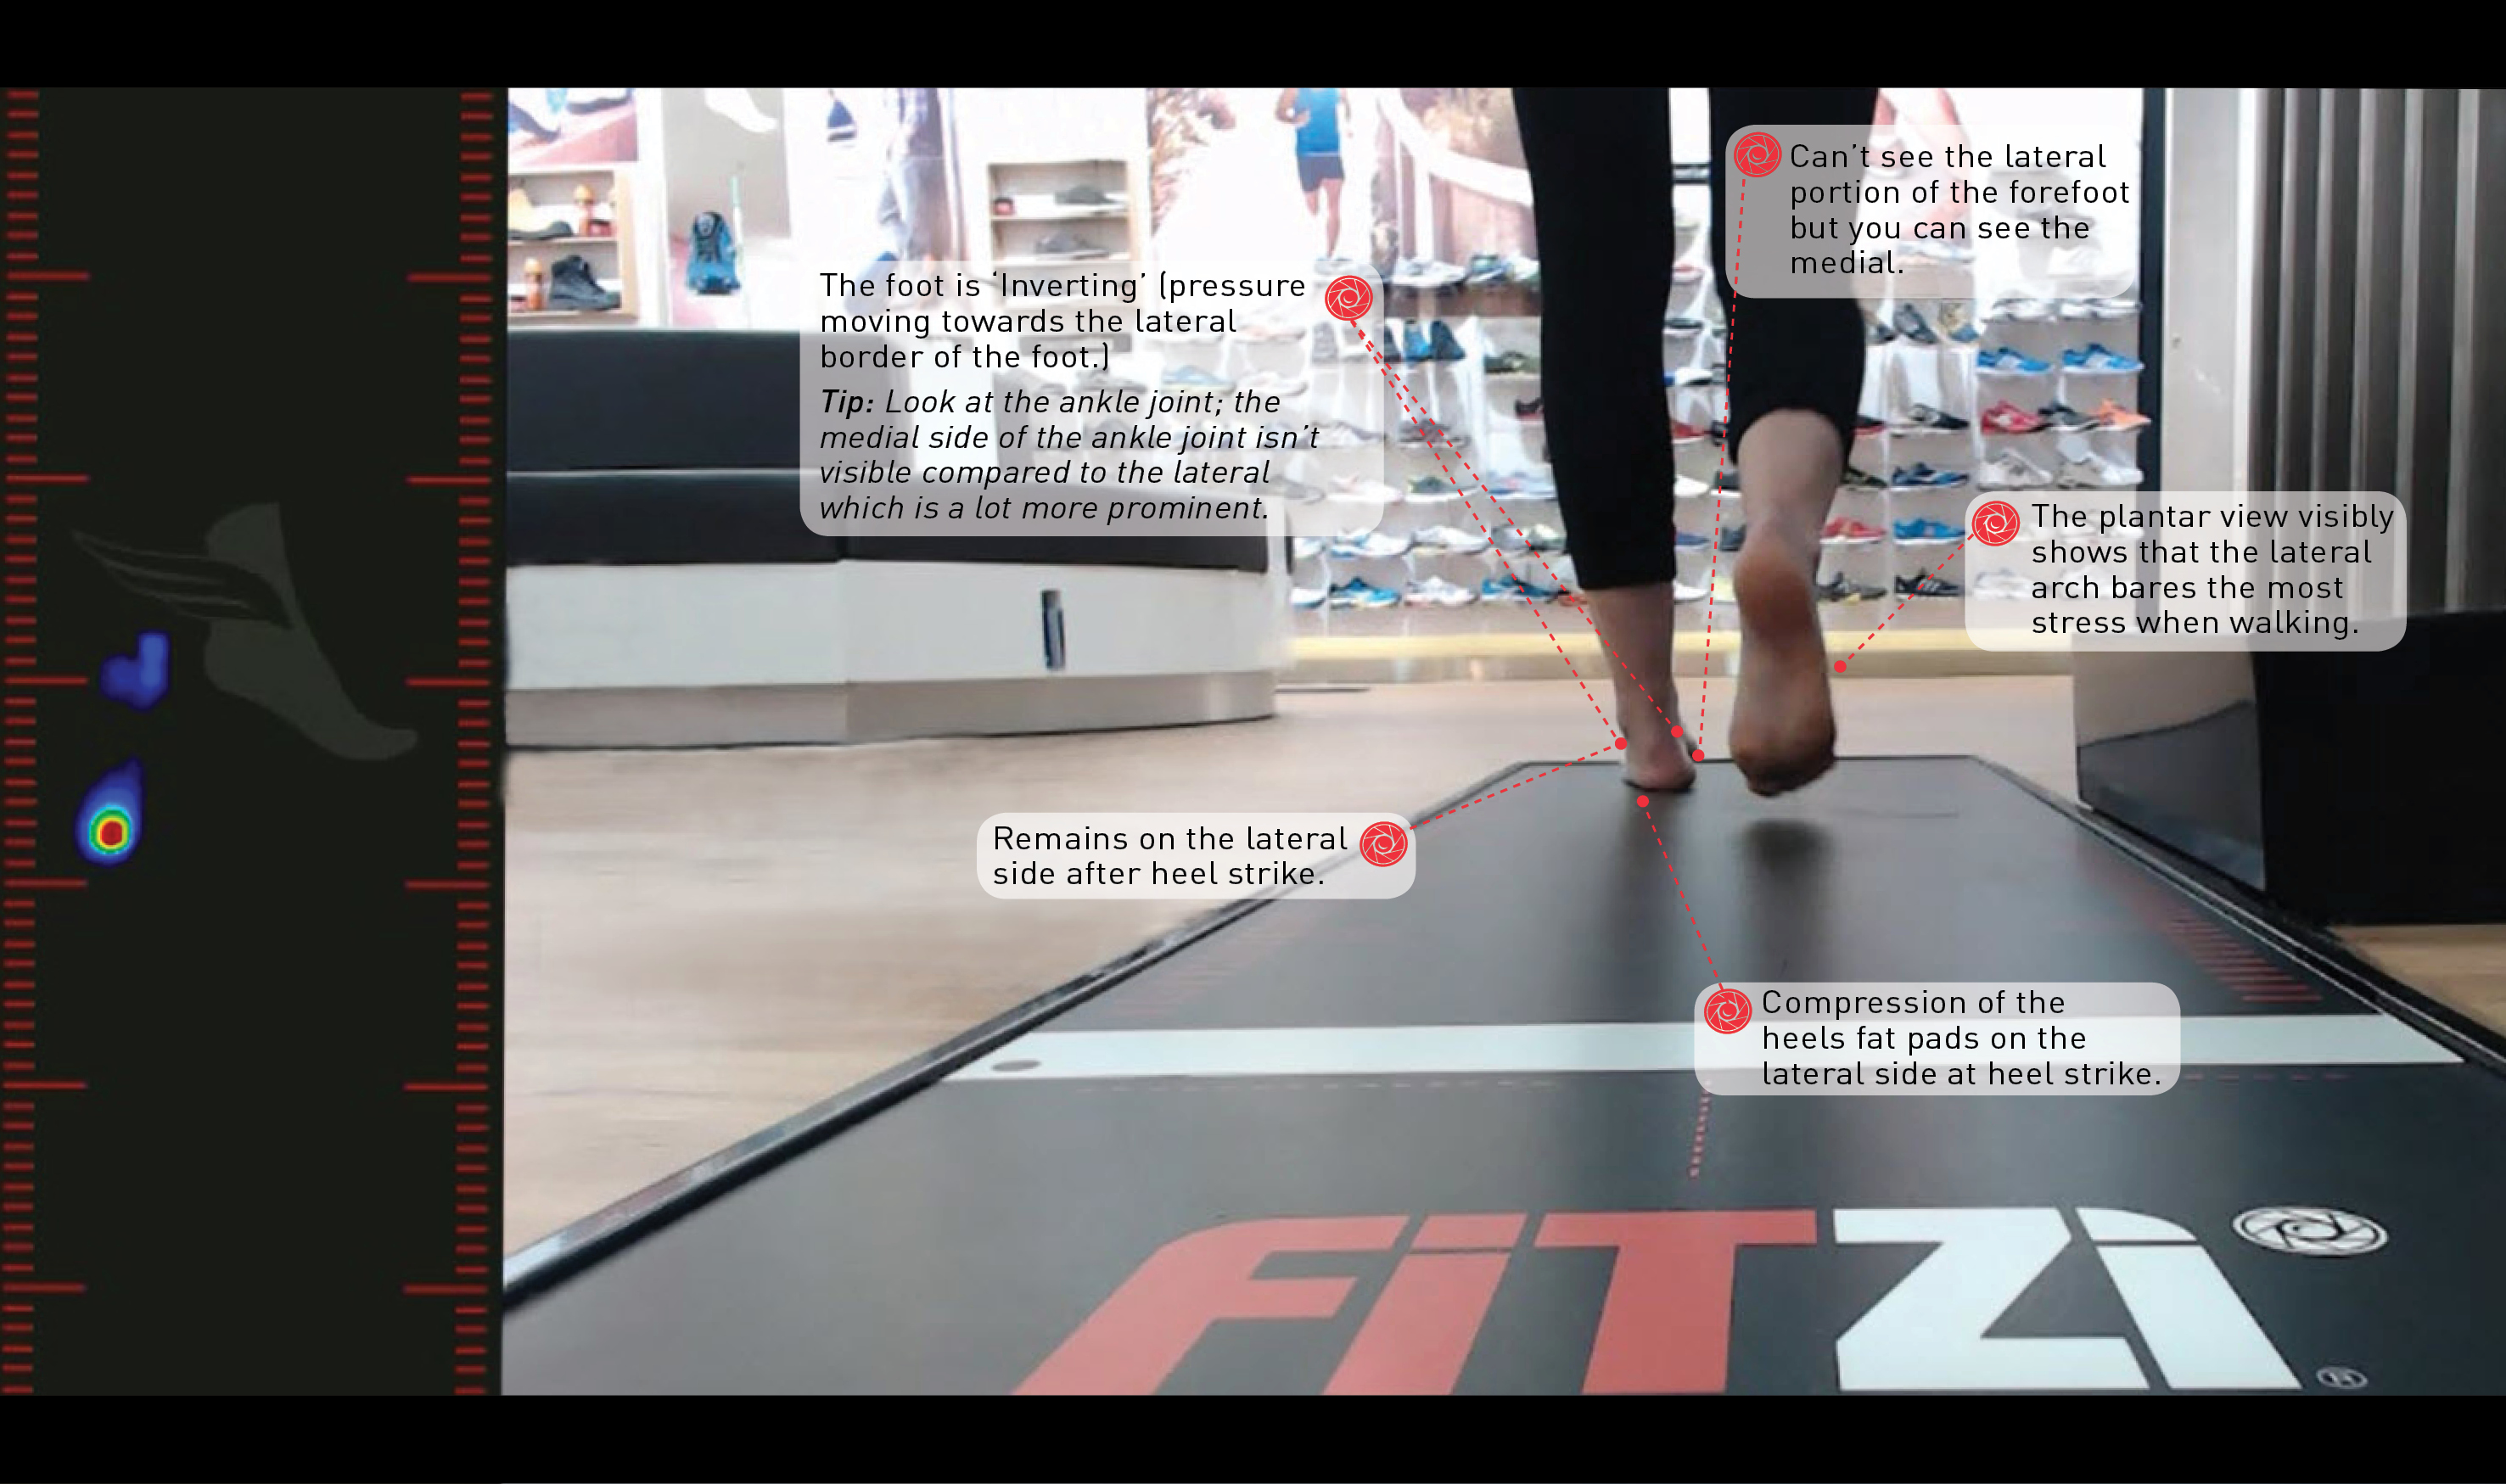 Can't see the lateral
portion of the forefoot
but you can see the
medial.
The foot is ‘Inverting’ (pressure
moving towards the lateral
border of the foot.)
Tip: Look at the ankle joint; the
medial side of the ankle joint isn't
visible compared to the lateral
which is a lot more prominent.
The plantar view visibly
shows that the lateral
arch bares the most
stress when walking.
Remains on the lateral
side after heel strike.
Compression of the
heels fat pads on the
lateral side at heel strike.
FiTZi
®